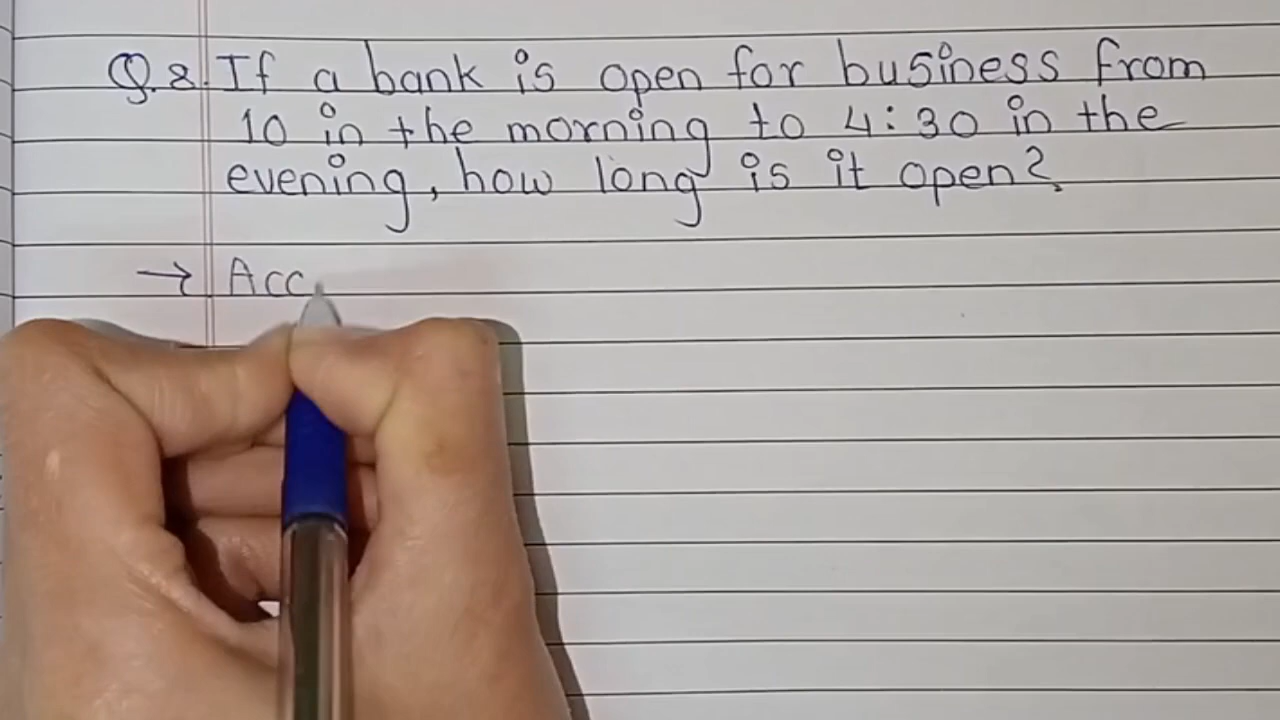 Q.8. If a bank is open for business from
10 in the morning to 4:30 in the
evening, how long is it open?
→ Acc